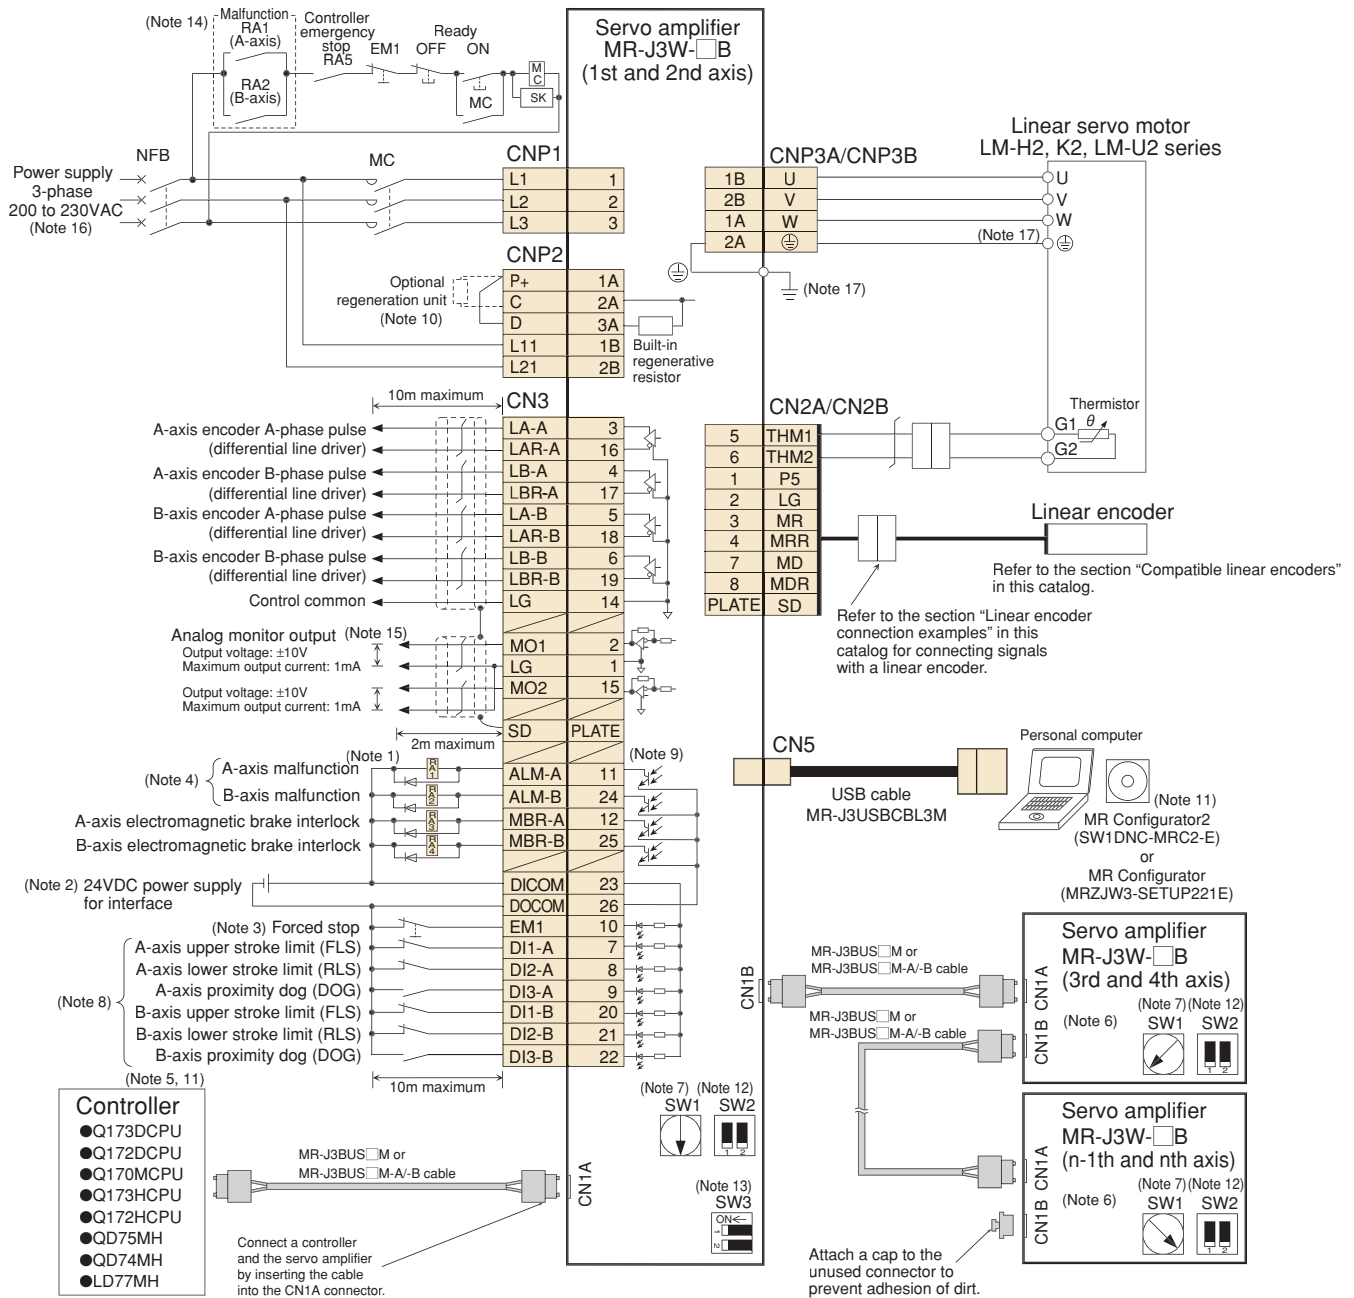 (Note 14)
Malfunction
RA1
(A-axis)
RA2
(B-axis)
Controller
emergency
stop
RA5
EM1
Ready
OFF
ON
MC
M
C
SK
Servo amplifier
MR-J3W-□B
(1st and 2nd axis)
NFB
MC
Power supply
3-phase
200 to 230VAC
(Note 16)
CNP1
L1 1
L2 2
L3 3
CNP2
P+ 1A
C 2A
D 3A
L11 1B
L21 2B
Optional
regeneration unit
(Note 10)
Built-in
regenerative
resistor
CNP3A/CNP3B
1B U
2B V
1A W
2A
(Note 17)
(Note 17)
Linear servo motor
LM-H2, K2, LM-U2 series
U
V
W
Thermistor
G1 θ
G2
10m maximum
CN3
A-axis encoder A-phase pulse
(differential line driver)
A-axis encoder B-phase pulse
(differential line driver)
B-axis encoder A-phase pulse
(differential line driver)
B-axis encoder B-phase pulse
(differential line driver)
Control common
LA-A 3
LAR-A 16
LB-A 4
LBR-A 17
LA-B 5
LAR-B 18
LB-B 6
LBR-B 19
LG 14
Analog monitor output (Note 15)
Output voltage: ±10V
Maximum output current: 1mA
Output voltage: ±10V
Maximum output current: 1mA
MO1 2
LG 1
MO2 15
SD PLATE
2m maximum
CN2A/CN2B
5 THM1
6 THM2
1 P5
2 LG
3 MR
4 MRR
7 MD
8 MDR
PLATE SD
Linear encoder
Refer to the section “Compatible linear encoders”
in this catalog.
Refer to the section “Linear encoder
connection examples” in this
catalog for connecting signals
with a linear encoder.
(Note 1)
(Note 9)
(Note 4)
A-axis malfunction
B-axis malfunction
A-axis electromagnetic brake interlock
B-axis electromagnetic brake interlock
RA1
RA2
RA3
RA4
ALM-A 11
ALM-B 24
MBR-A 12
MBR-B 25
(Note 2) 24VDC power supply
for interface
DICOM 23
DOCOM 26
(Note 3) Forced stop
EM1 10
(Note 8)
A-axis upper stroke limit (FLS)
A-axis lower stroke limit (RLS)
A-axis proximity dog (DOG)
B-axis upper stroke limit (FLS)
B-axis lower stroke limit (RLS)
B-axis proximity dog (DOG)
DI1-A 7
DI2-A 8
DI3-A 9
DI1-B 20
DI2-B 21
DI3-B 22
10m maximum
CN5
USB cable
MR-J3USBCBL3M
Personal computer
(Note 11)
MR Configurator2
(SW1DNC-MRC2-E)
or
MR Configurator
(MRZJW3-SETUP221E)
(Note 5, 11)
Controller
●Q173DCPU
●Q172DCPU
●Q170MCPU
●Q173HCPU
●Q172HCPU
●QD75MH
●QD74MH
●LD77MH
MR-J3BUS□M or
MR-J3BUS□M-A/-B cable
CN1A
Connect a controller
and the servo amplifier
by inserting the cable
into the CN1A connector.
(Note 7) (Note 12)
SW1 SW2
1 2
(Note 13)
SW3
ON←
1
2
CN1B
MR-J3BUS□M or
MR-J3BUS□M-A/-B cable
MR-J3BUS□M or
MR-J3BUS□M-A/-B cable
CN1A
CN1B
Servo amplifier
MR-J3W-□B
(3rd and 4th axis)
(Note 7)(Note 12)
(Note 6) SW1 SW2
1 2
CN1A
CN1B
Servo amplifier
MR-J3W-□B
(n-1th and nth axis)
(Note 7)(Note 12)
(Note 6) SW1 SW2
1 2
Attach a cap to the
unused connector to
prevent adhesion of dirt.